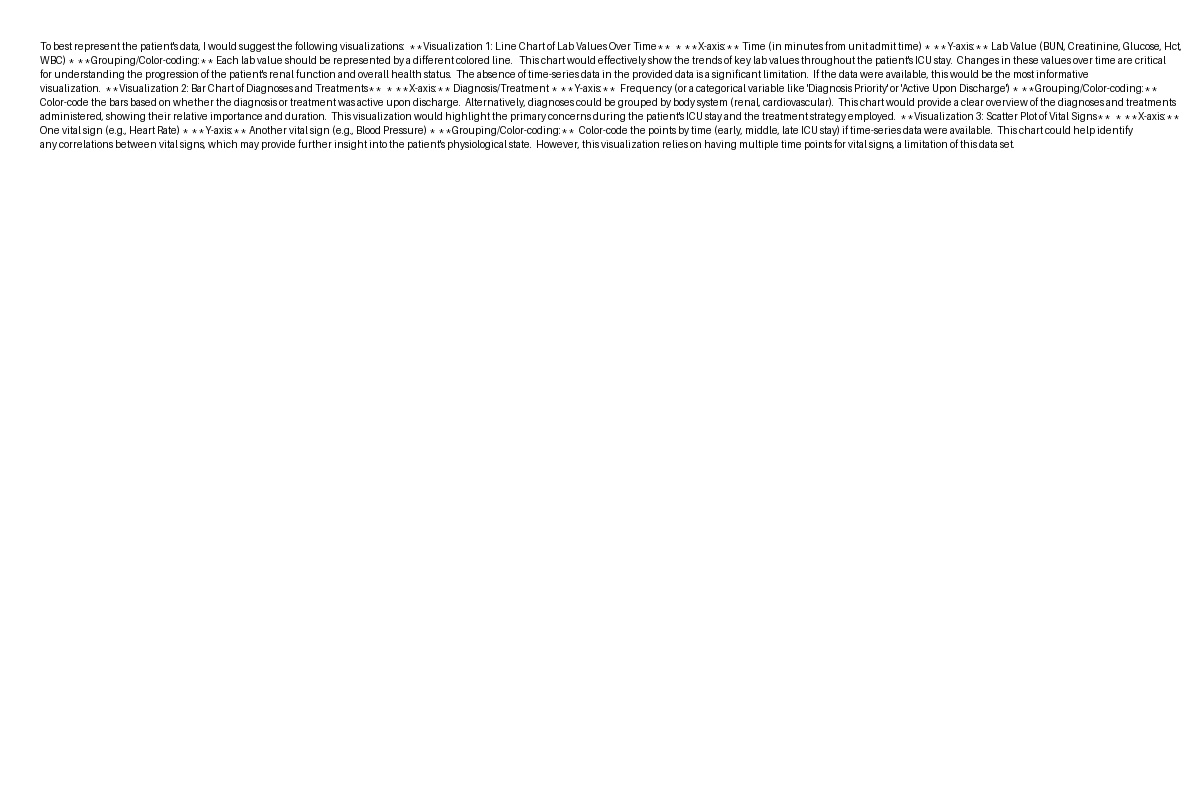 To best represent the patient's data, I would suggest the following visualizations:  **Visualization 1: Line Chart of Lab Values Over Time**  * **X-axis:** Time (in minutes from unit admit time) * **Y-axis:** Lab Value (BUN, Creatinine, Glucose, Hct,
WBC) * **Grouping/Color-coding:** Each lab value should be represented by a different colored line.   This chart would effectively show the trends of key lab values throughout the patient's ICU stay.  Changes in these values over time are critical
for understanding the progression of the patient's renal function and overall health status.  The absence of time-series data in the provided data is a significant limitation.  If the data were available, this would be the most informative
visualization.  **Visualization 2: Bar Chart of Diagnoses and Treatments**  * **X-axis:** Diagnosis/Treatment * **Y-axis:**  Frequency (or a categorical variable like 'Diagnosis Priority' or 'Active Upon Discharge') * **Grouping/Color-coding:**
Color-code the bars based on whether the diagnosis or treatment was active upon discharge.  Alternatively, diagnoses could be grouped by body system (renal, cardiovascular).  This chart would provide a clear overview of the diagnoses and treatments
administered, showing their relative importance and duration.  This visualization would highlight the primary concerns during the patient's ICU stay and the treatment strategy employed.  **Visualization 3: Scatter Plot of Vital Signs**  * **X-axis:**
One vital sign (e.g., Heart Rate) * **Y-axis:** Another vital sign (e.g., Blood Pressure) * **Grouping/Color-coding:** Color-code the points by time (early, middle, late ICU stay) if time-series data were available.  This chart could help identify
any correlations between vital signs, which may provide further insight into the patient's physiological state.  However, this visualization relies on having multiple time points for vital signs, a limitation of this data set.